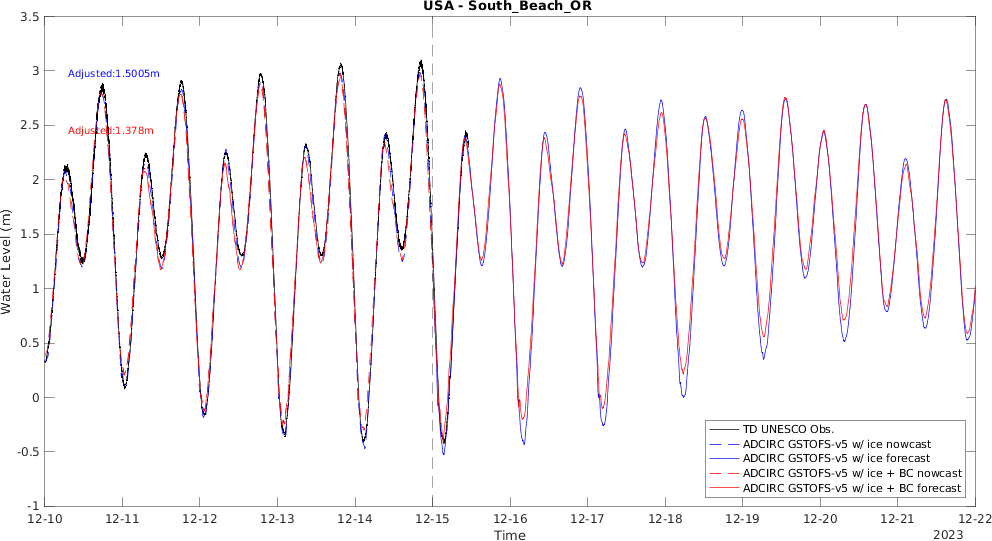 USA - South_Beach_OR
3.5
3
2.5
2
1.5
1
0.5
0
-0.5
-1
Water Level (m)
Adjusted:1.5005m
Adjusted:1.378m
TD UNESCO Obs.
ADCIRC GSTOFS-v5 w/ ice nowcast
ADCIRC GSTOFS-v5 w/ ice forecast
ADCIRC GSTOFS-v5 w/ ice + BC nowcast
ADCIRC GSTOFS-v5 w/ ice + BC forecast
12-10 12-11 12-12 12-13 12-14 12-15 12-16 12-17 12-18 12-19 12-20 12-21 12-22
Time
2023